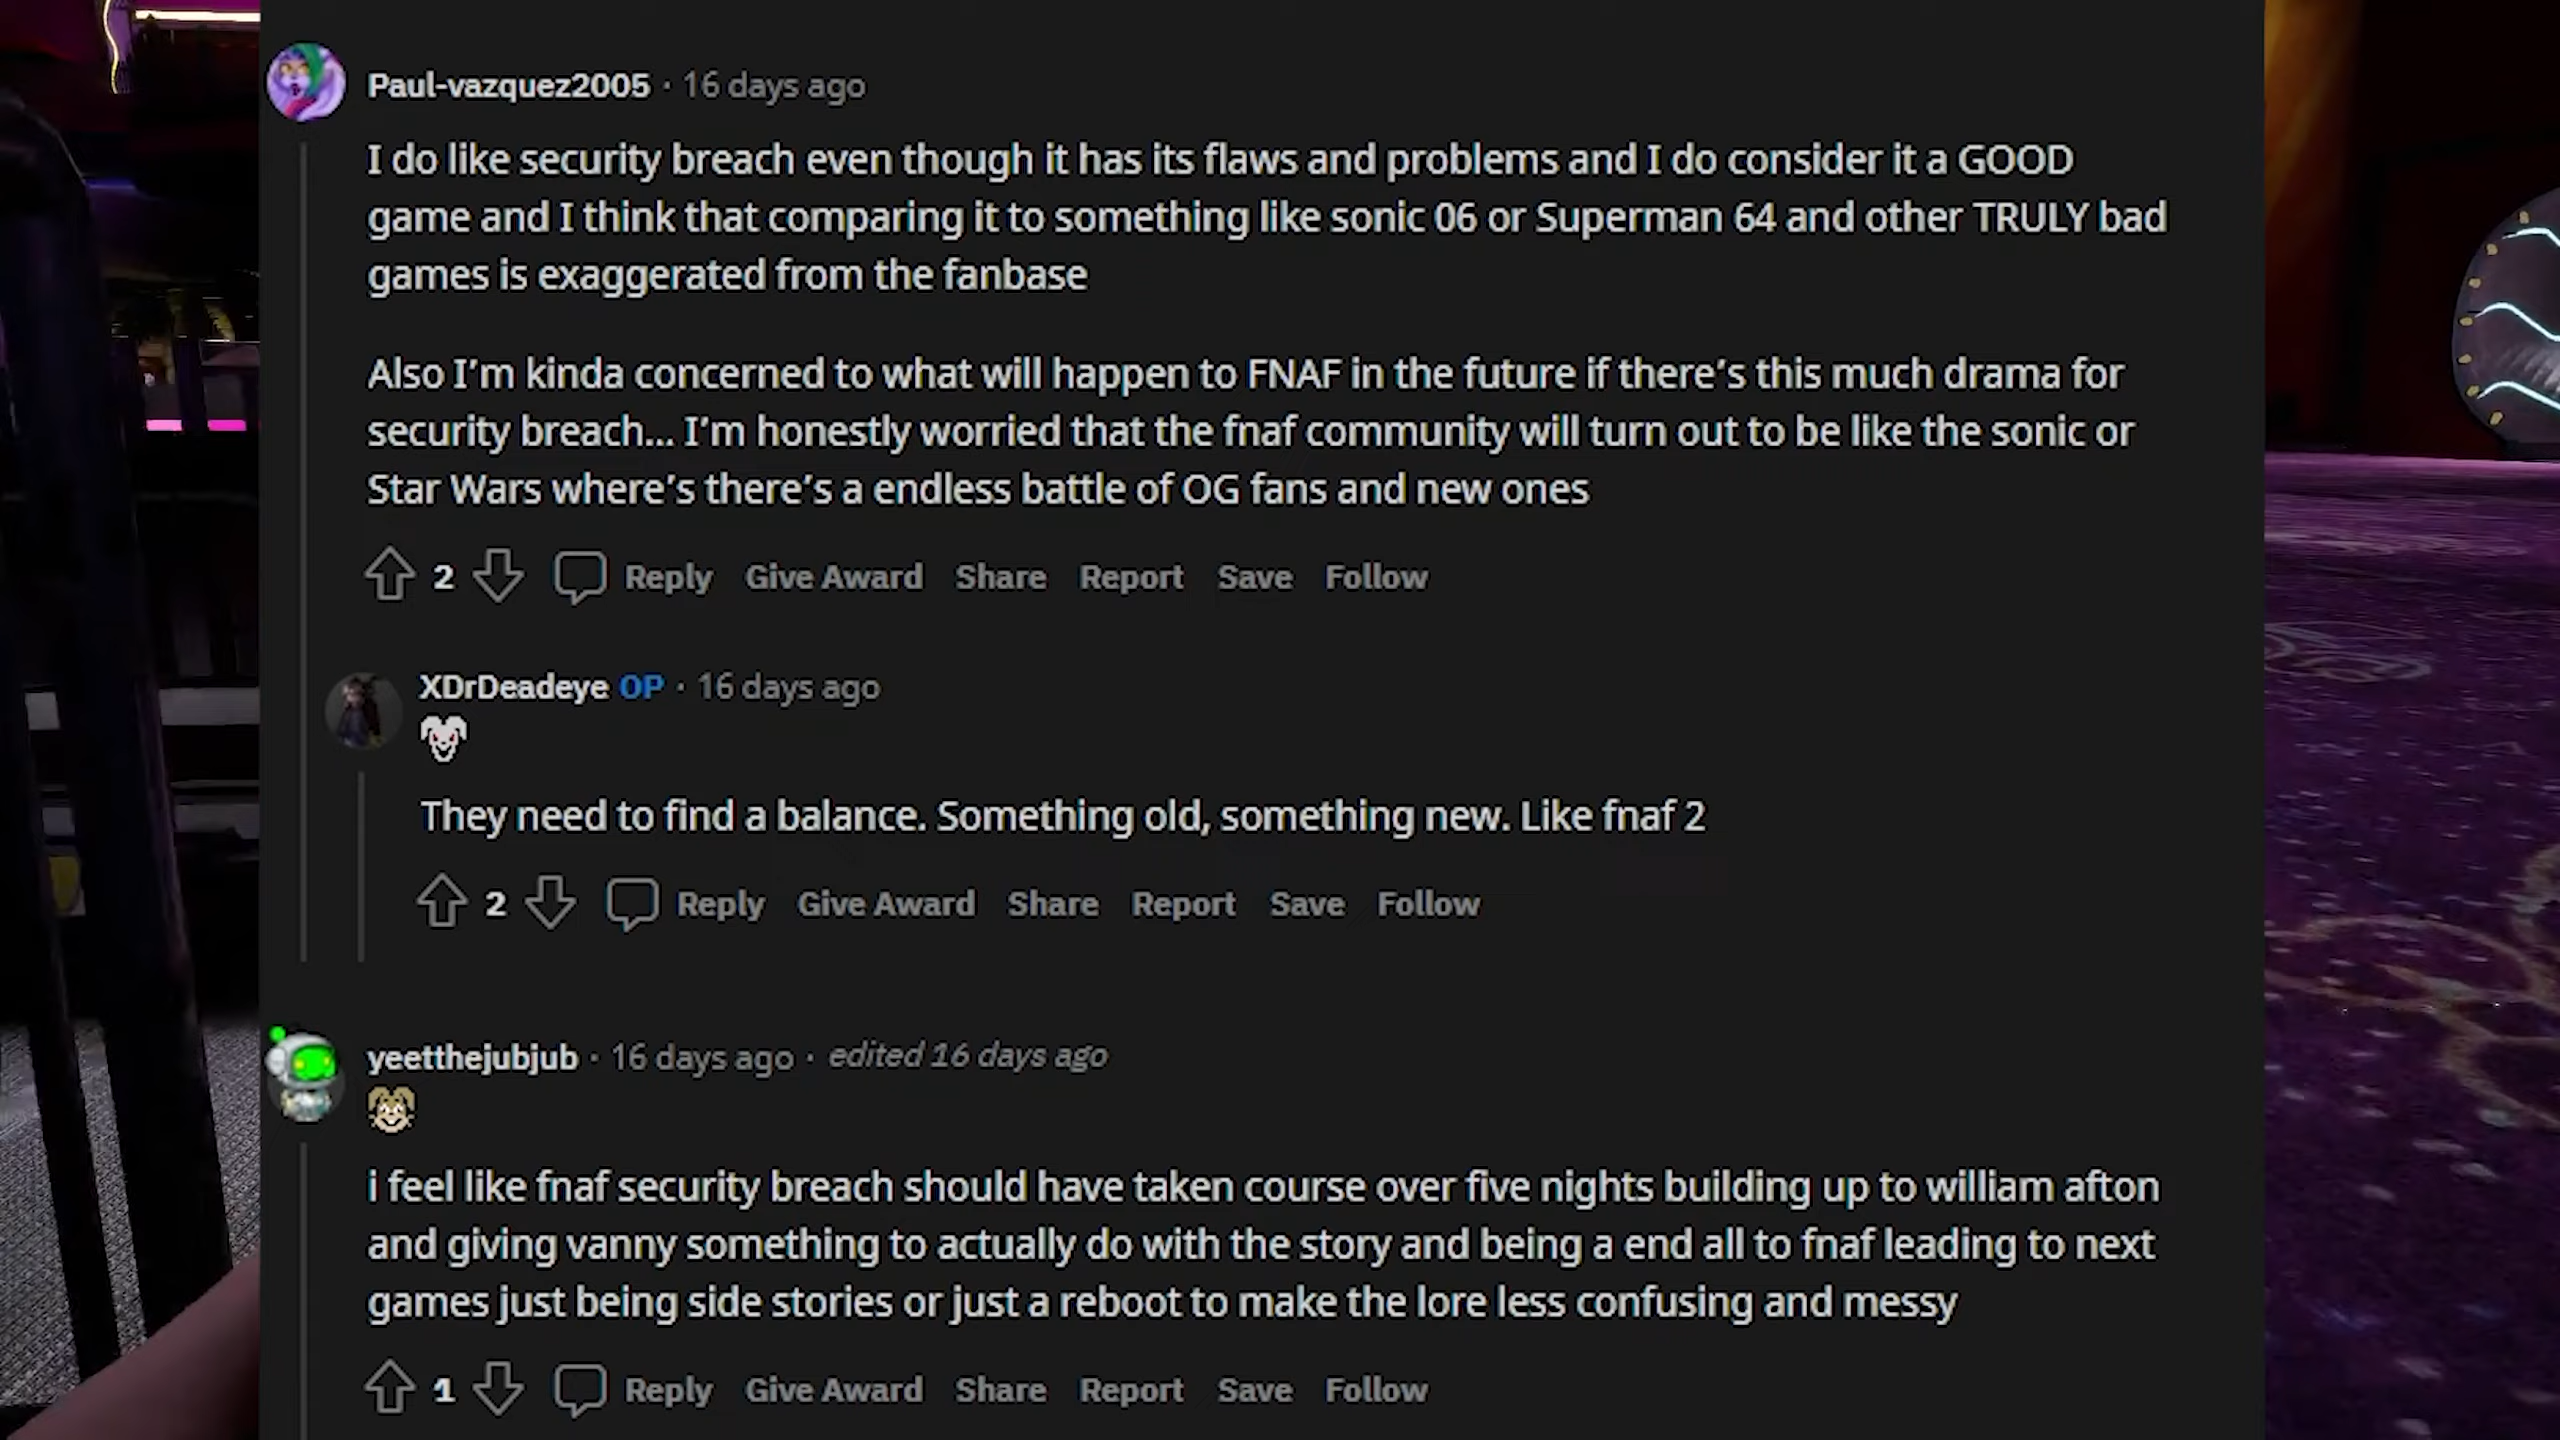 Paul-vazquez2005 · 16 days ago
I do like security breach even though it has its flaws and problems and I do consider it a GOOD
game and I think that comparing it to something like sonic 06 or Superman 64 and other TRULY bad
games is exaggerated from the fanbase
Also I’m kinda concerned to what will happen to FNAF in the future if there’s this much drama for
security breach... I’m honestly worried that the fnaf community will turn out to be like the sonic or
Star Wars where’s there’s a endless battle of OG fans and new ones
2 Reply Give Award Share Report Save Follow
XDrDeadeye OP · 16 days ago
They need to find a balance. Something old, something new. Like fnaf 2
2 Reply Give Award Share Report Save Follow
yeetthejubjub · 16 days ago · edited 16 days ago
i feel like fnaf security breach should have taken course over five nights building up to william afton
and giving vanny something to actually do with the story and being a end all to fnaf leading to next
games just being side stories or just a reboot to make the lore less confusing and messy
1 Reply Give Award Share Report Save Follow